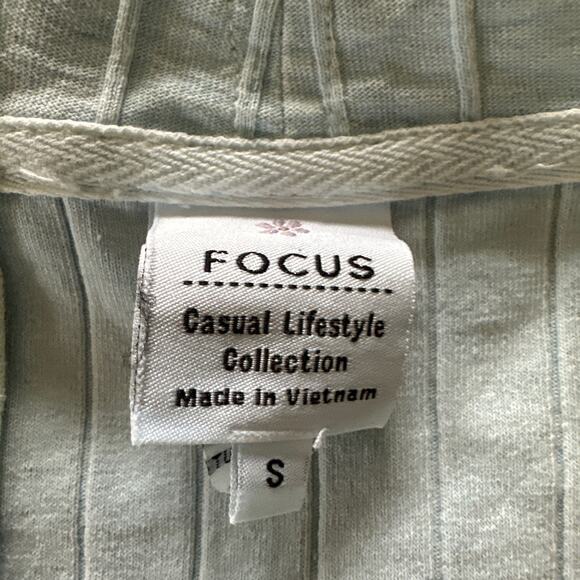 FOCUS
Casual Lifestyle
Collection
Made in Vietnam
S